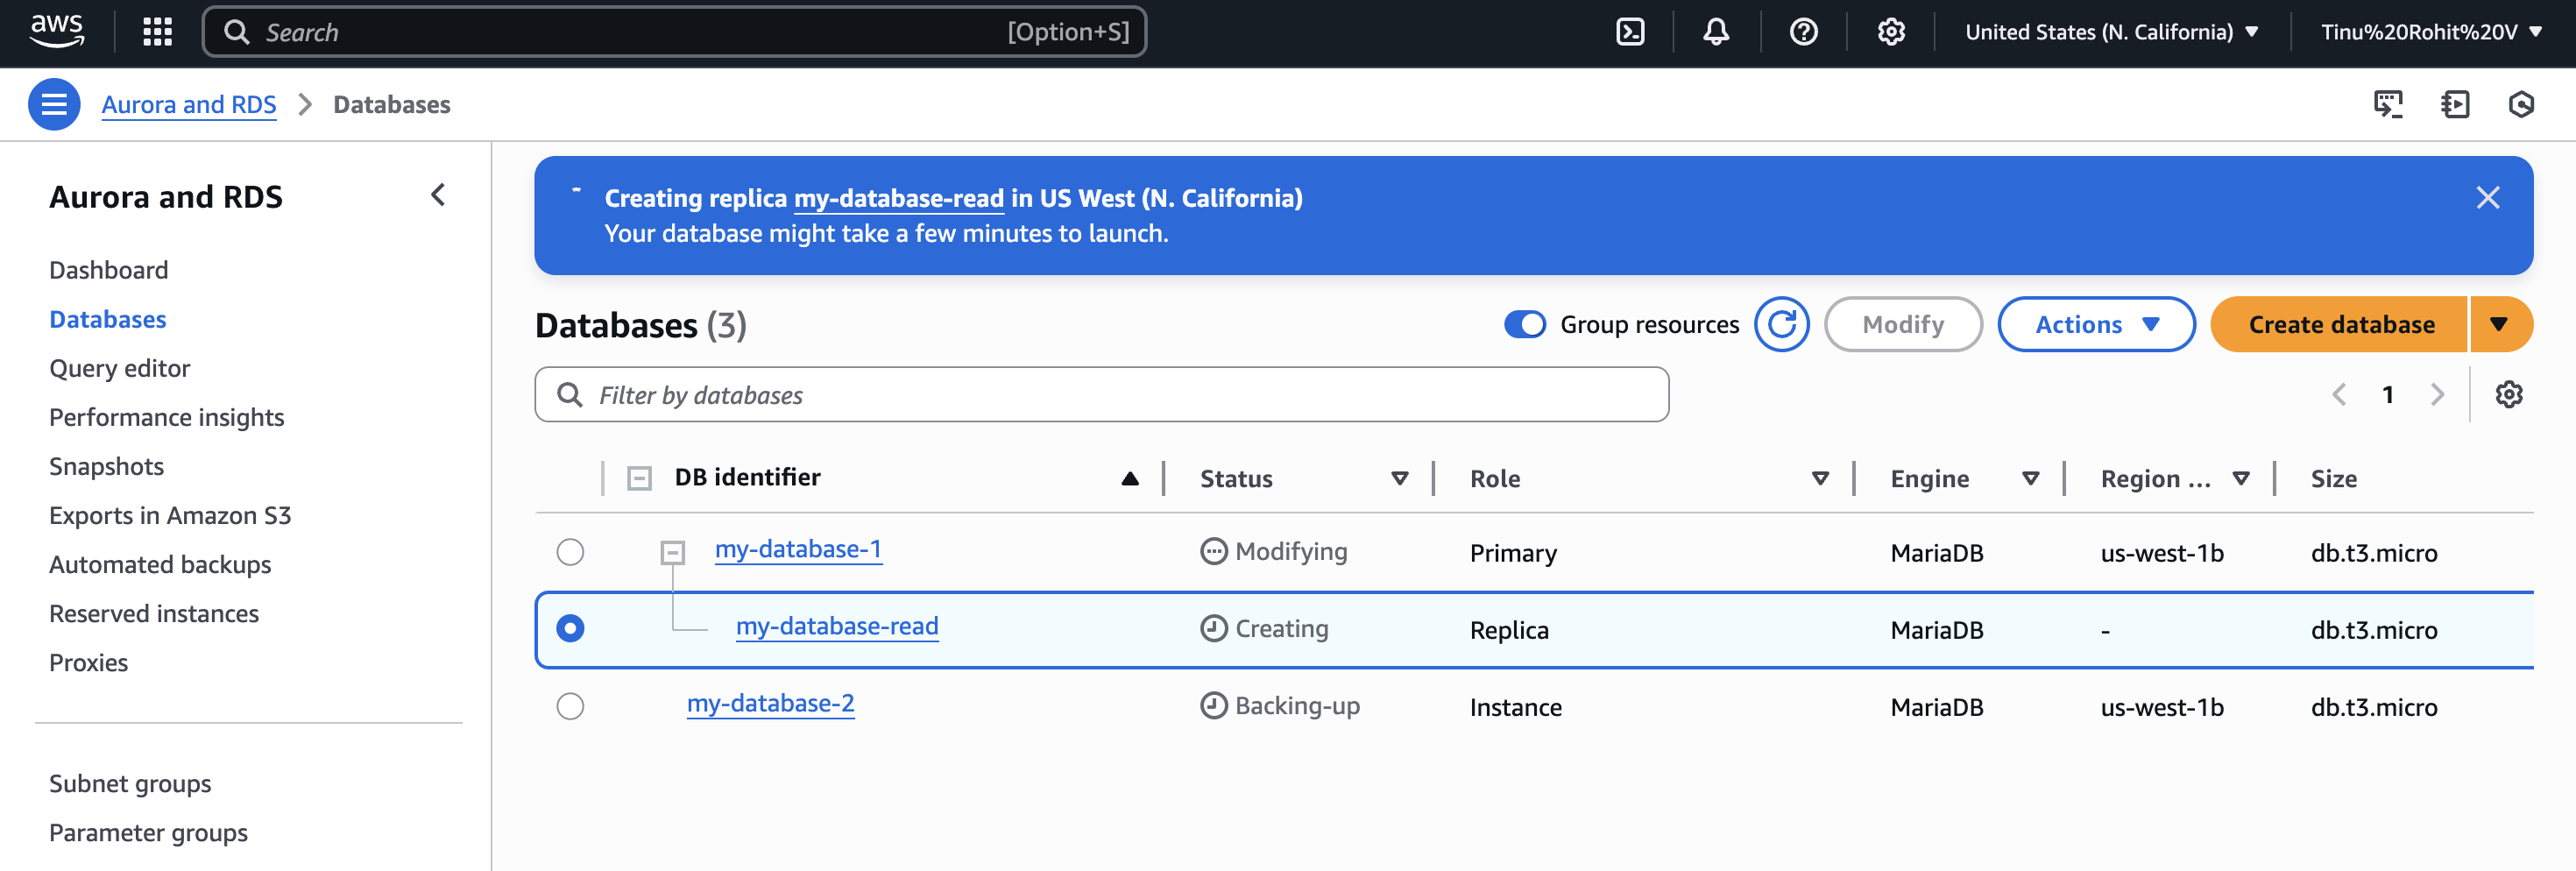 aws
Search [Option+S] United States (N. California) Tinu%20Rohit%20V
Aurora and RDS Databases
Aurora and RDS
Dashboard
Databases
Query editor
Performance insights
Snapshots
Exports in Amazon S3
Automated backups
Reserved instances
Proxies
Subnet groups
Parameter groups
Creating replica my-database-read in US West (N. California)
Your database might take a few minutes to launch.
Databases (3) Group resources Modify Actions Create database
Filter by databases 1
DB identifier Status Role Engine Region ... Size
my-database-1 Modifying Primary MariaDB us-west-1b db.t3.micro
my-database-read Creating Replica MariaDB - db.t3.micro
my-database-2 Backing-up Instance MariaDB us-west-1b db.t3.micro